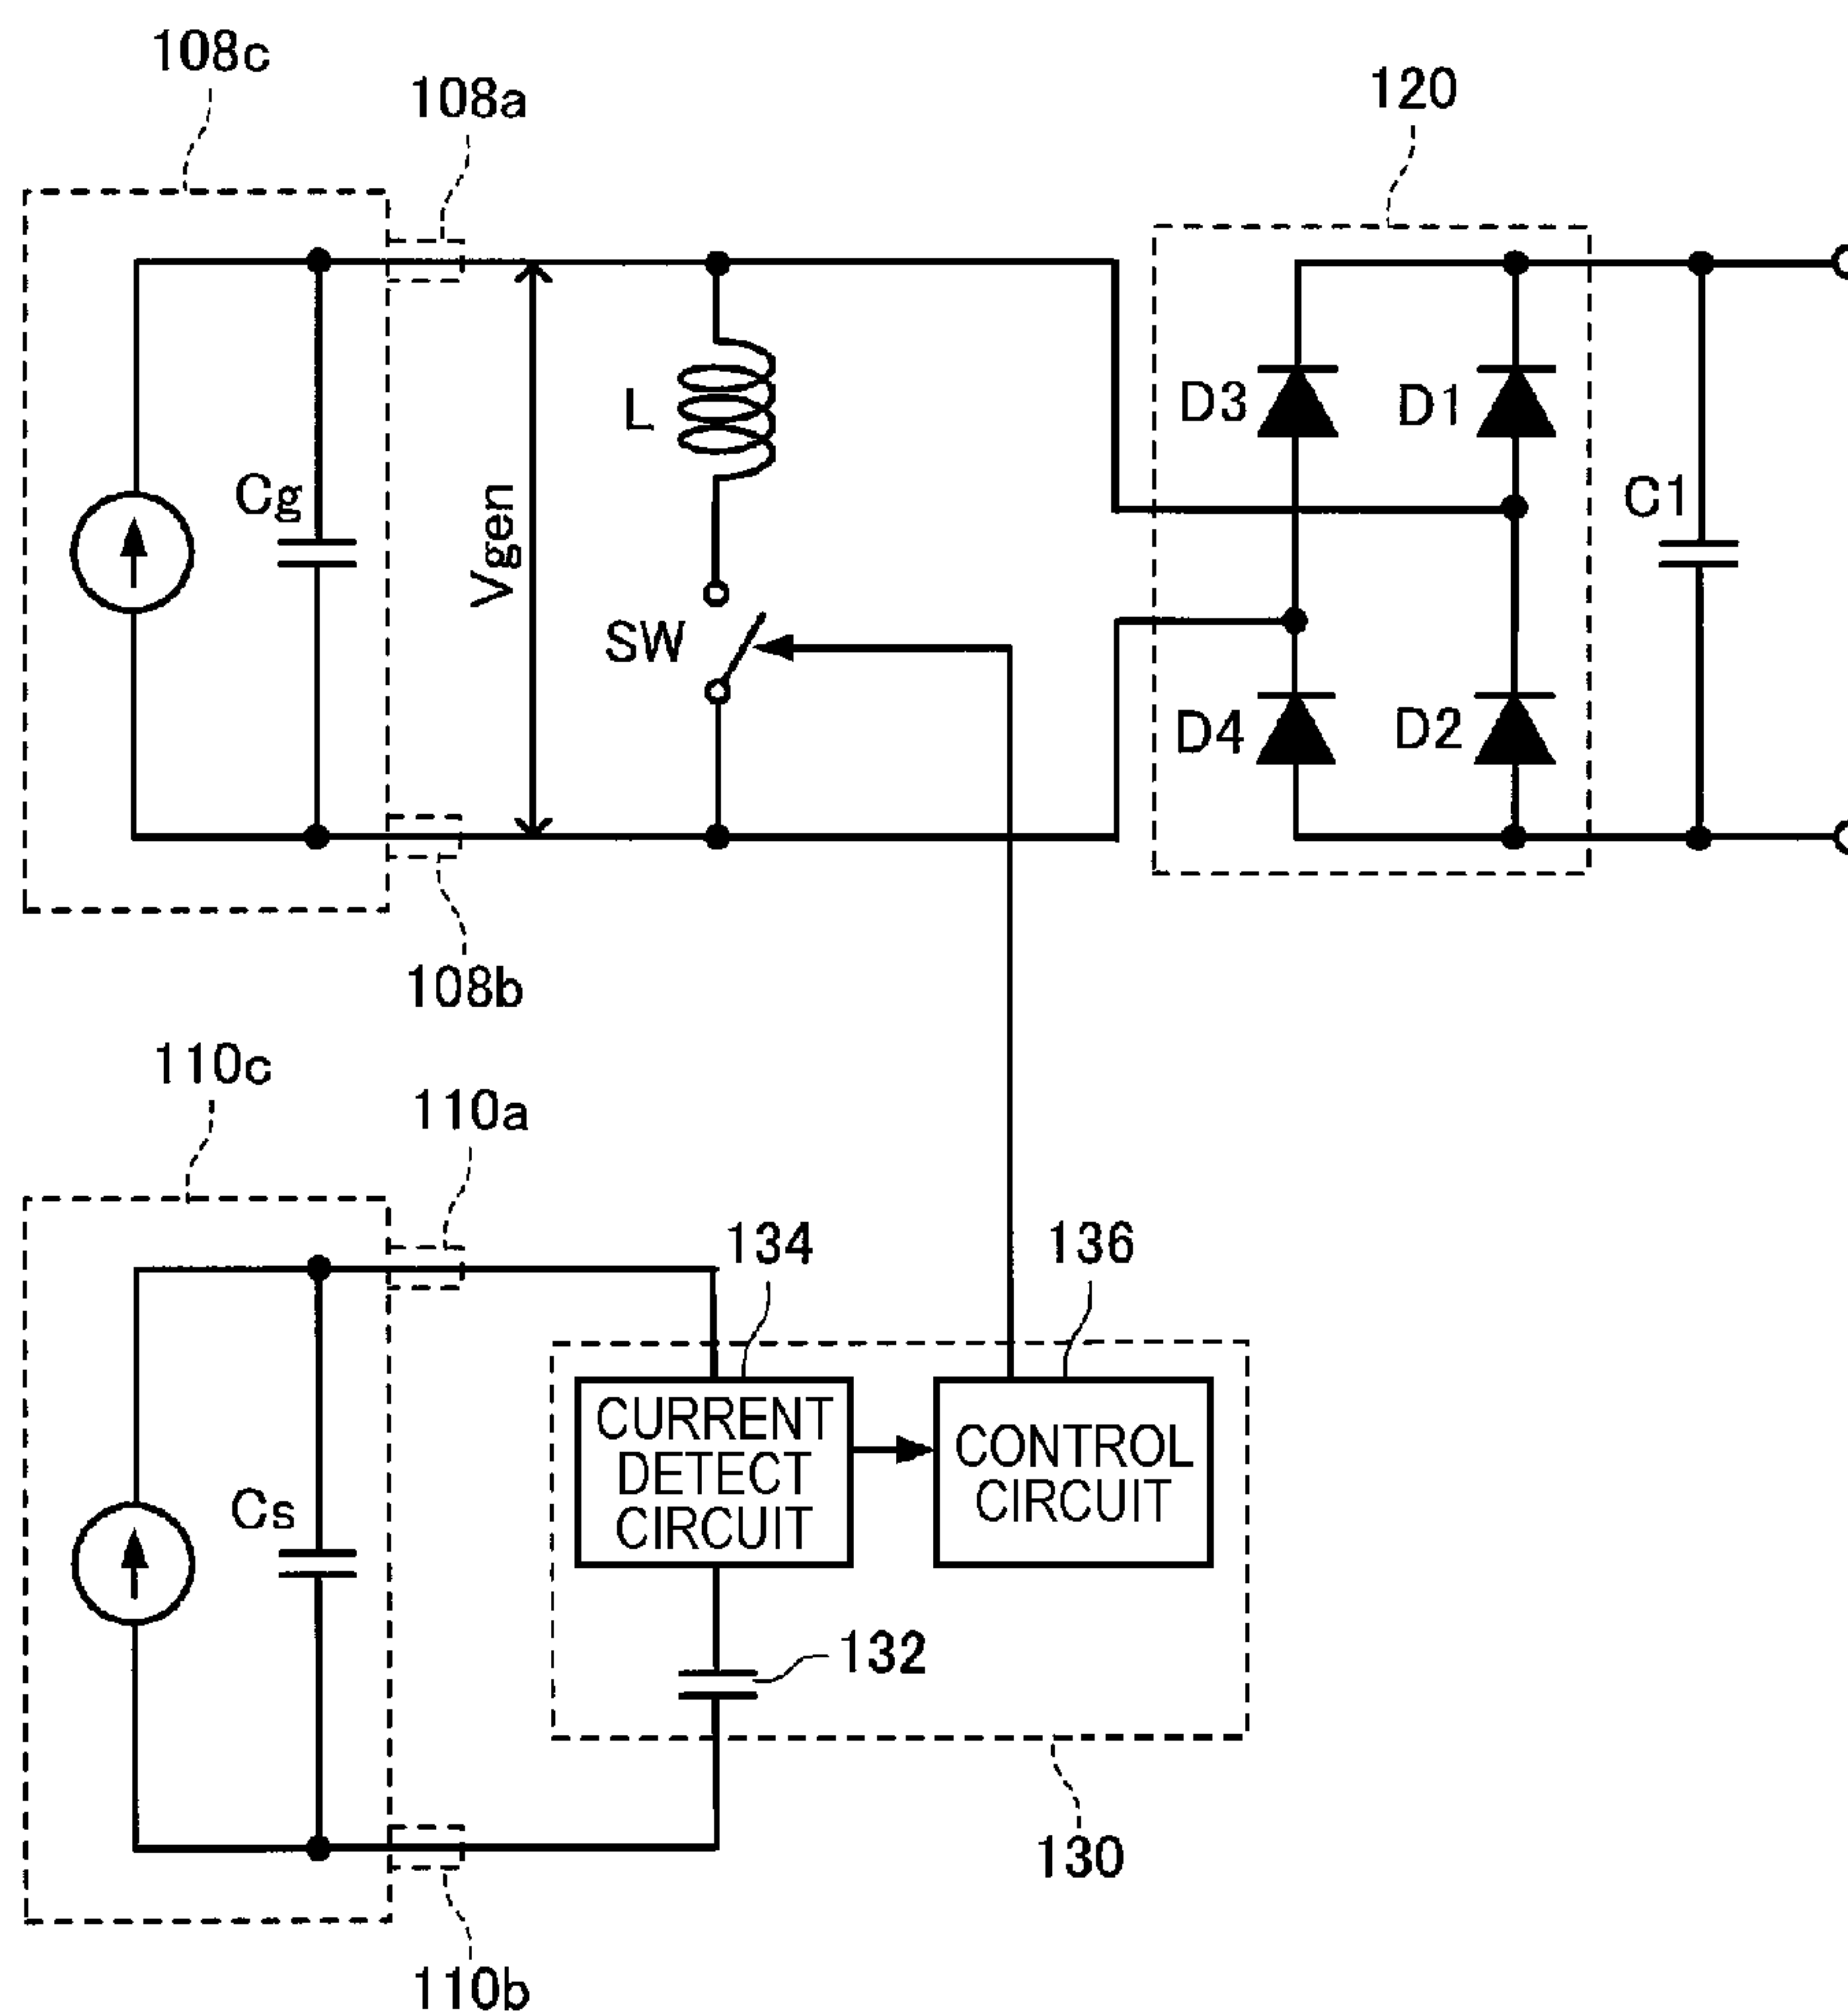 108c
108a
120
D3
D1
L
Cg
Vgen
C1
SW
D4
D2
108b
110c
110a
134
136
CURRENT
DETECT
CIRCUIT
CONTROL
CIRCUIT
Cs
132
130
110b